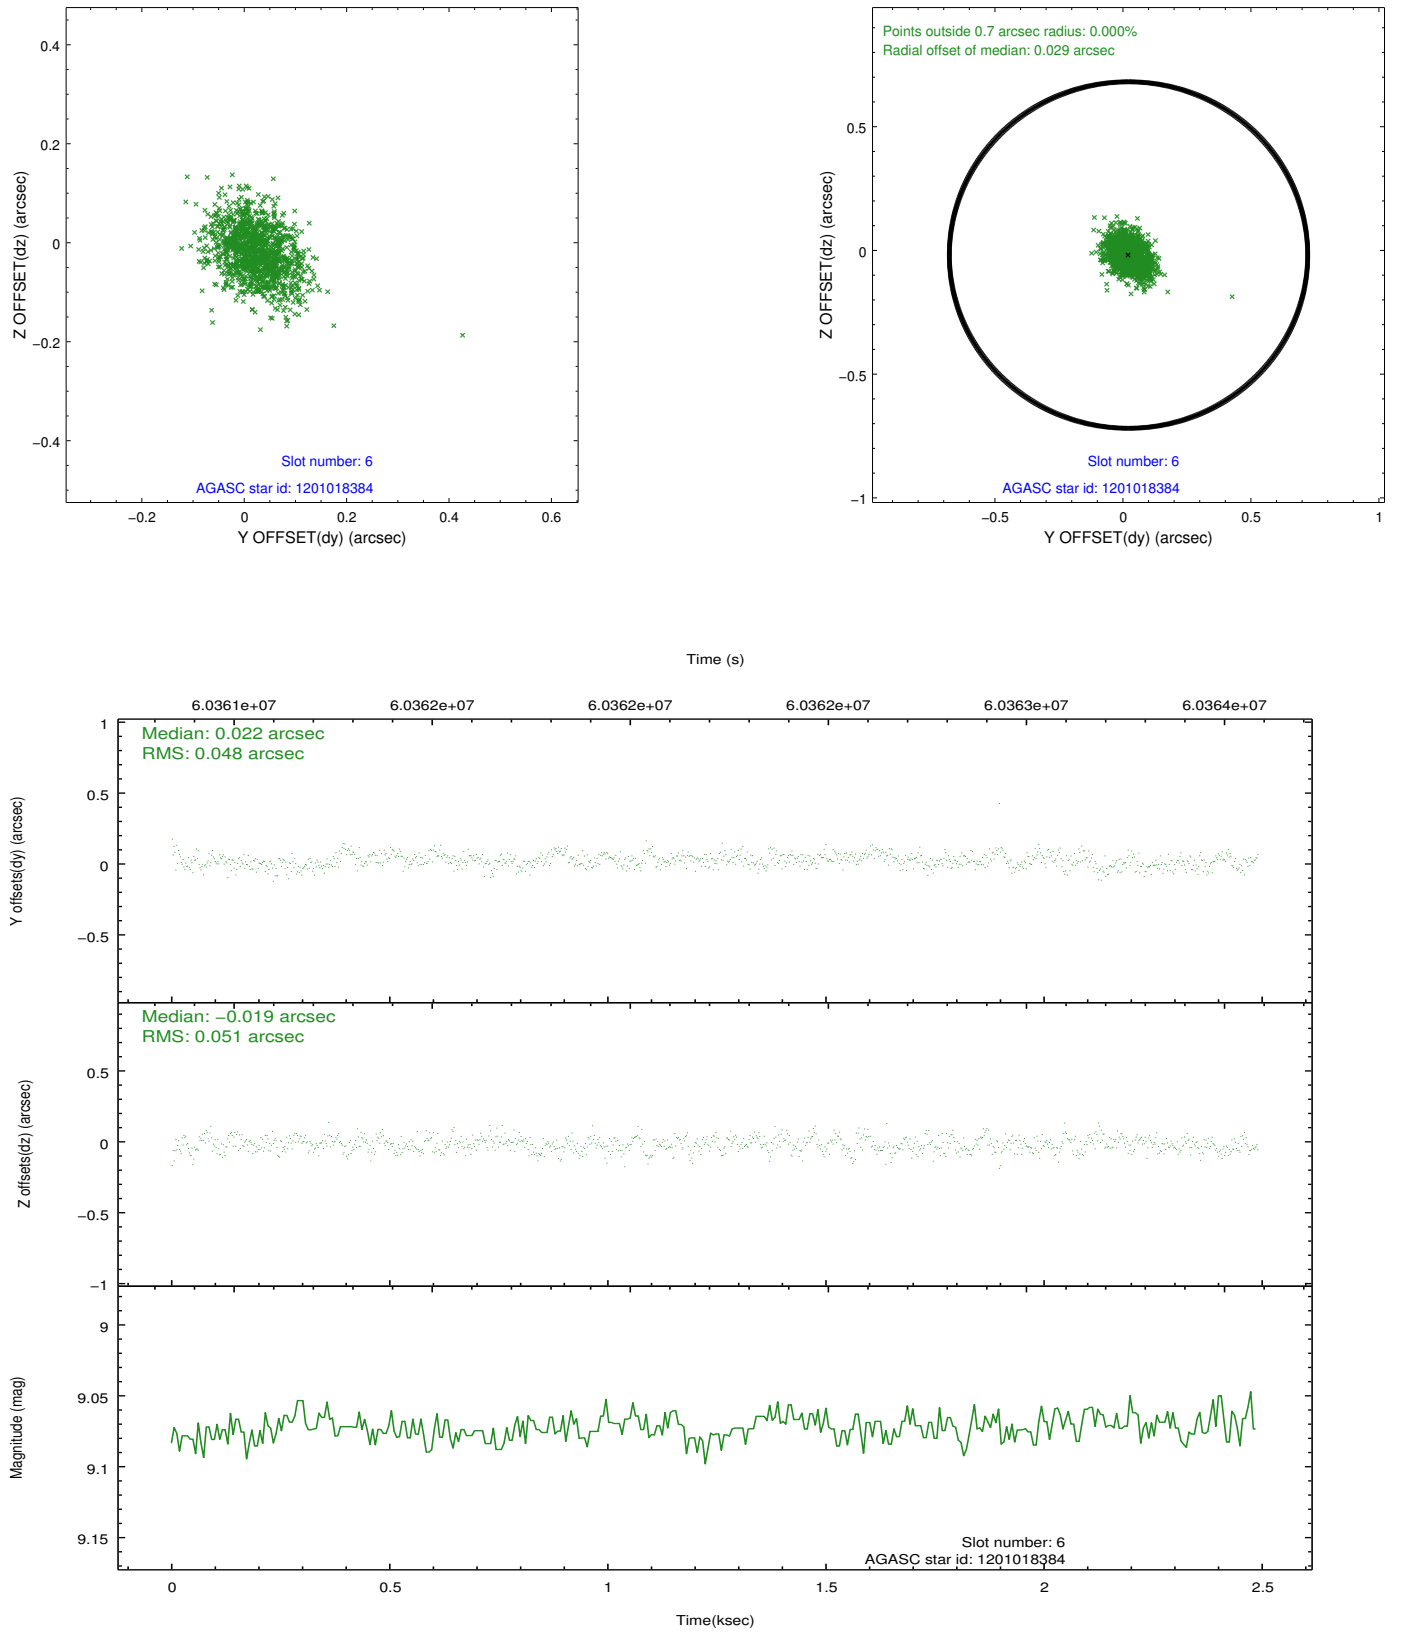 0.4
0.2
0
−0.2
−0.4
Z OFFSET(dz) (arcsec)
Slot number: 6
AGASC star id: 1201018384
−0.2
0
0.2
0.4
0.6
Y OFFSET(dy) (arcsec)
Points outside 0.7 arcsec radius: 0.000%
Radial offset of median: 0.029 arcsec
0.5
0
−0.5
−1
Z OFFSET(dz) (arcsec)
Slot number: 6
AGASC star id: 1201018384
−0.5
0
0.5
1
Y OFFSET(dy) (arcsec)
Time (s)
6.0361e+07
6.0362e+07
6.0362e+07
6.0362e+07
6.0363e+07
6.0364e+07
Median: 0.022 arcsec
RMS: 0.048 arcsec
1
0.5
0
−0.5
Y offsets(dy) (arcsec)
Median: −0.019 arcsec
RMS: 0.051 arcsec
0.5
0
−0.5
−1
Z offsets(dz) (arcsec)
9
9.05
9.1
9.15
Magnitude (mag)
Slot number: 6
AGASC star id: 1201018384
0
0.5
1
1.5
2
2.5
Time(ksec)